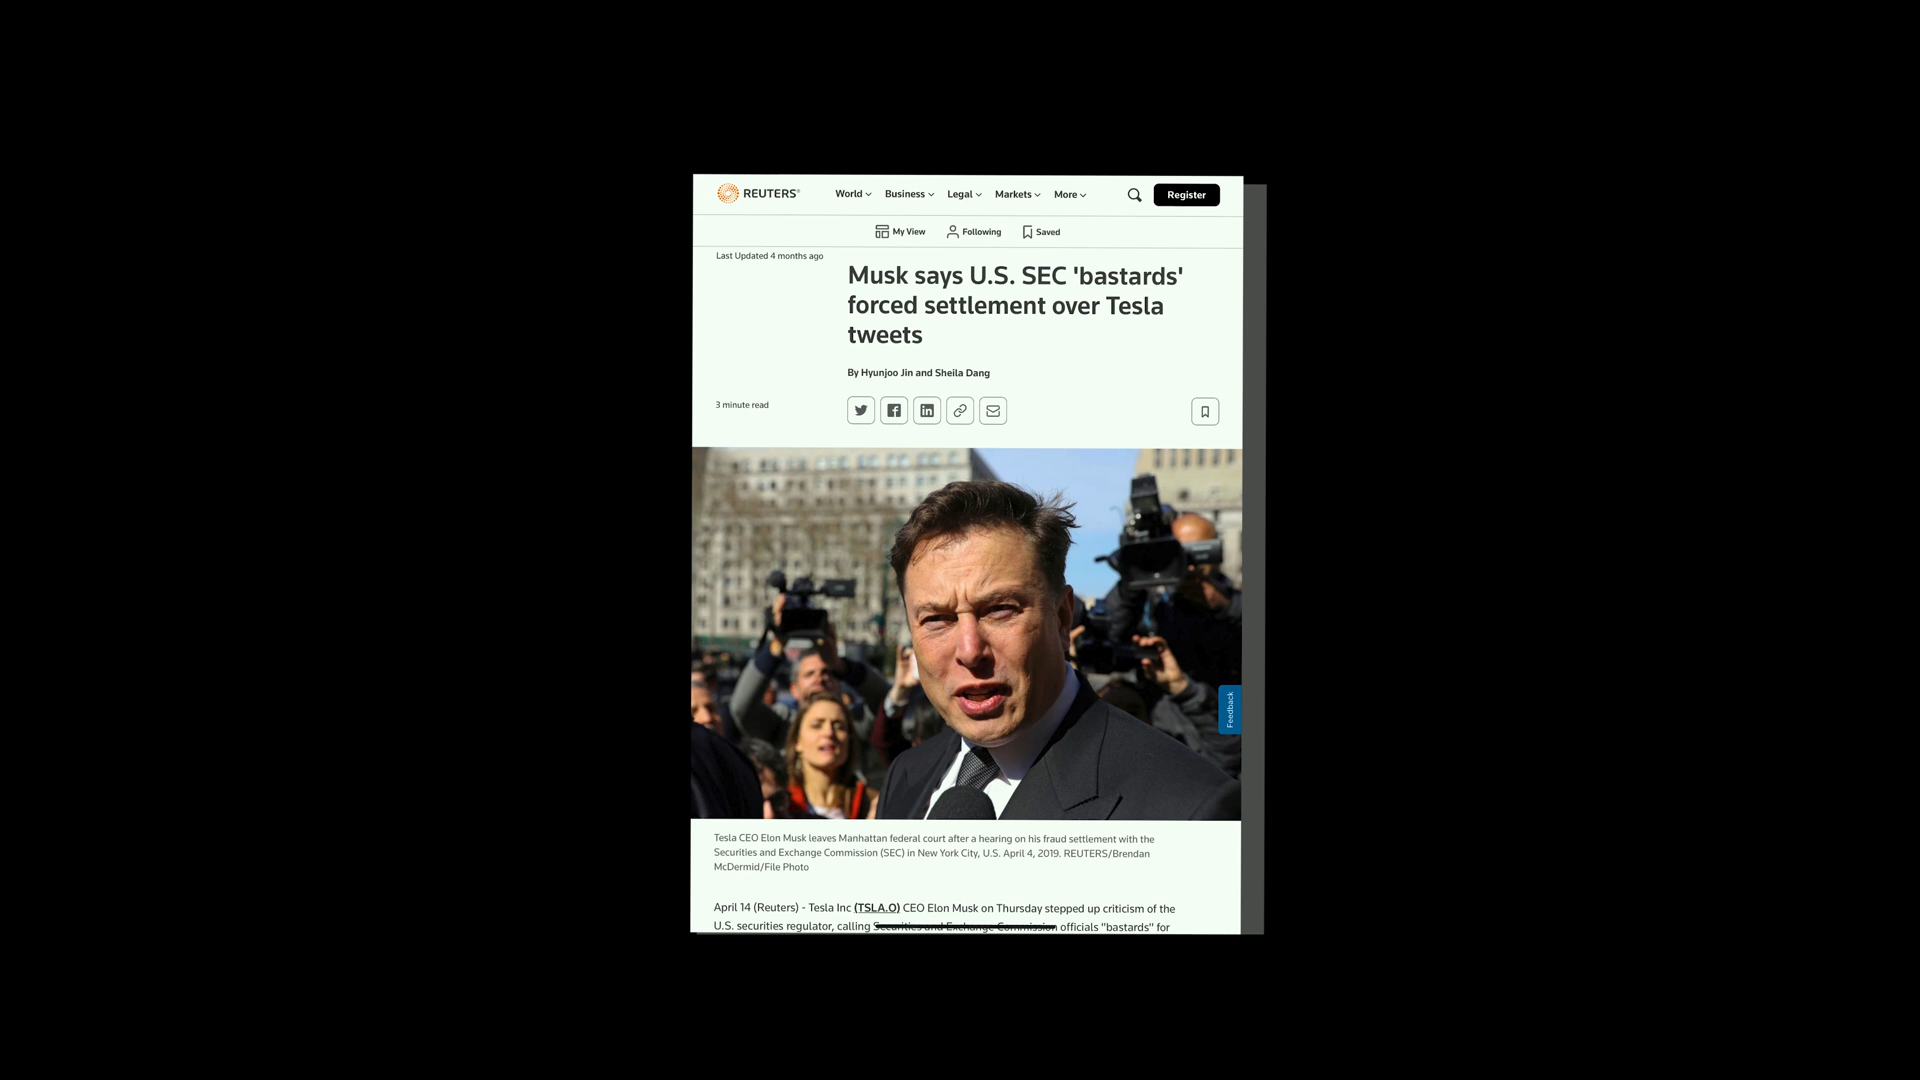 REUTERS®
World
Business
Legal
Markets
More
Register
My View
Following
Saved
Last Updated 4 months ago
Musk says U.S. SEC 'bastards'
forced settlement over Tesla
tweets
By Hyunjoo Jin and Sheila Dang
3 minute read
Feedback
Tesla CEO Elon Musk leaves Manhattan federal court after a hearing on his fraud settlement with the
Securities and Exchange Commission (SEC) in New York City, U.S. April 4, 2019. REUTERS/Brendan
McDermid/File Photo
April 14 (Reuters) - Tesla Inc (TSLA.O) CEO Elon Musk on Thursday stepped up criticism of the
U.S. securities regulator, calling Securities and Exchange Commission officials "bastards" for